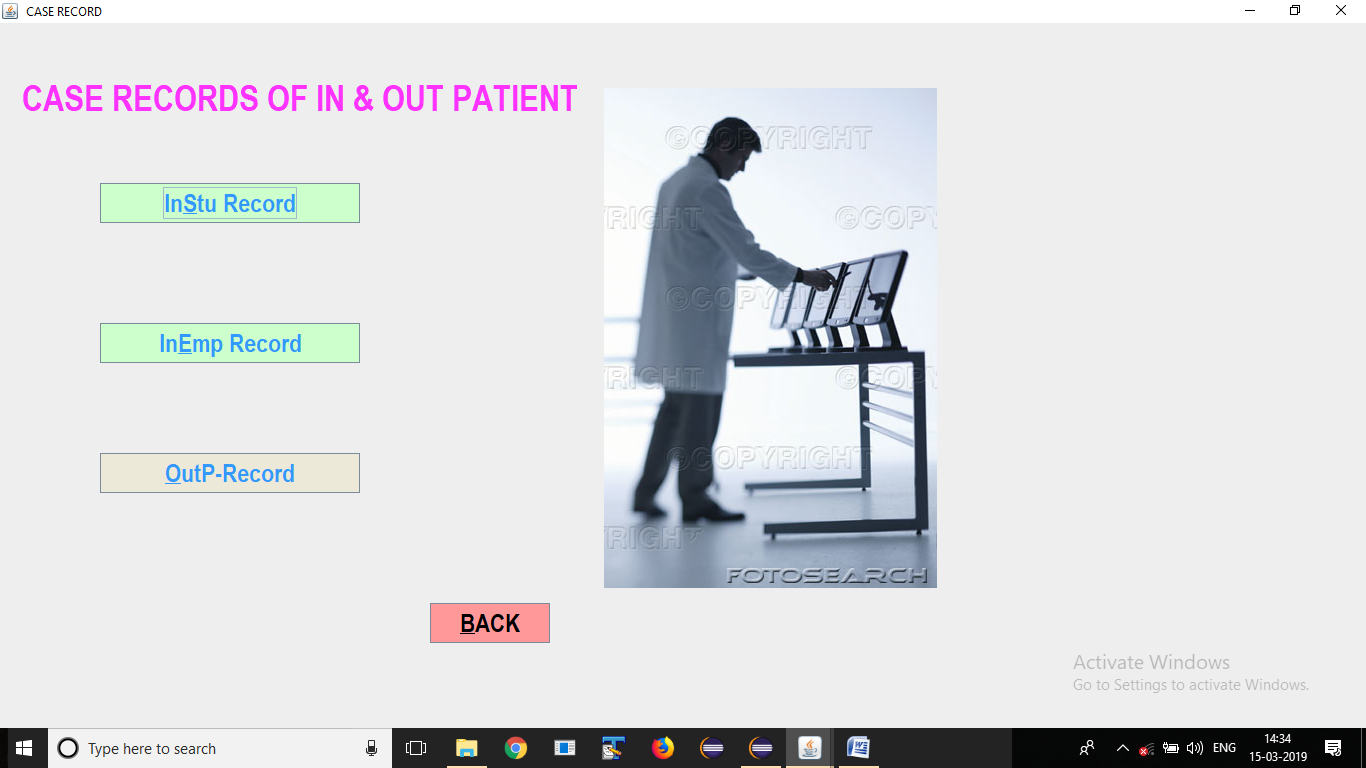 CASE RECORD
CASE RECORDS OF IN & OUT PATIENT
InStu Record
InEmp Record
OutP-Record
BACK
©COPYRIGHT
RIGHT ©COPY
©COPYRIGHT
RIGHT ©COPY
©COPYRIGHT
RIGHT
FOTOSEARCH
Activate Windows
Go to Settings to activate Windows.
Type here to search
ENG
14:34
15-03-2019